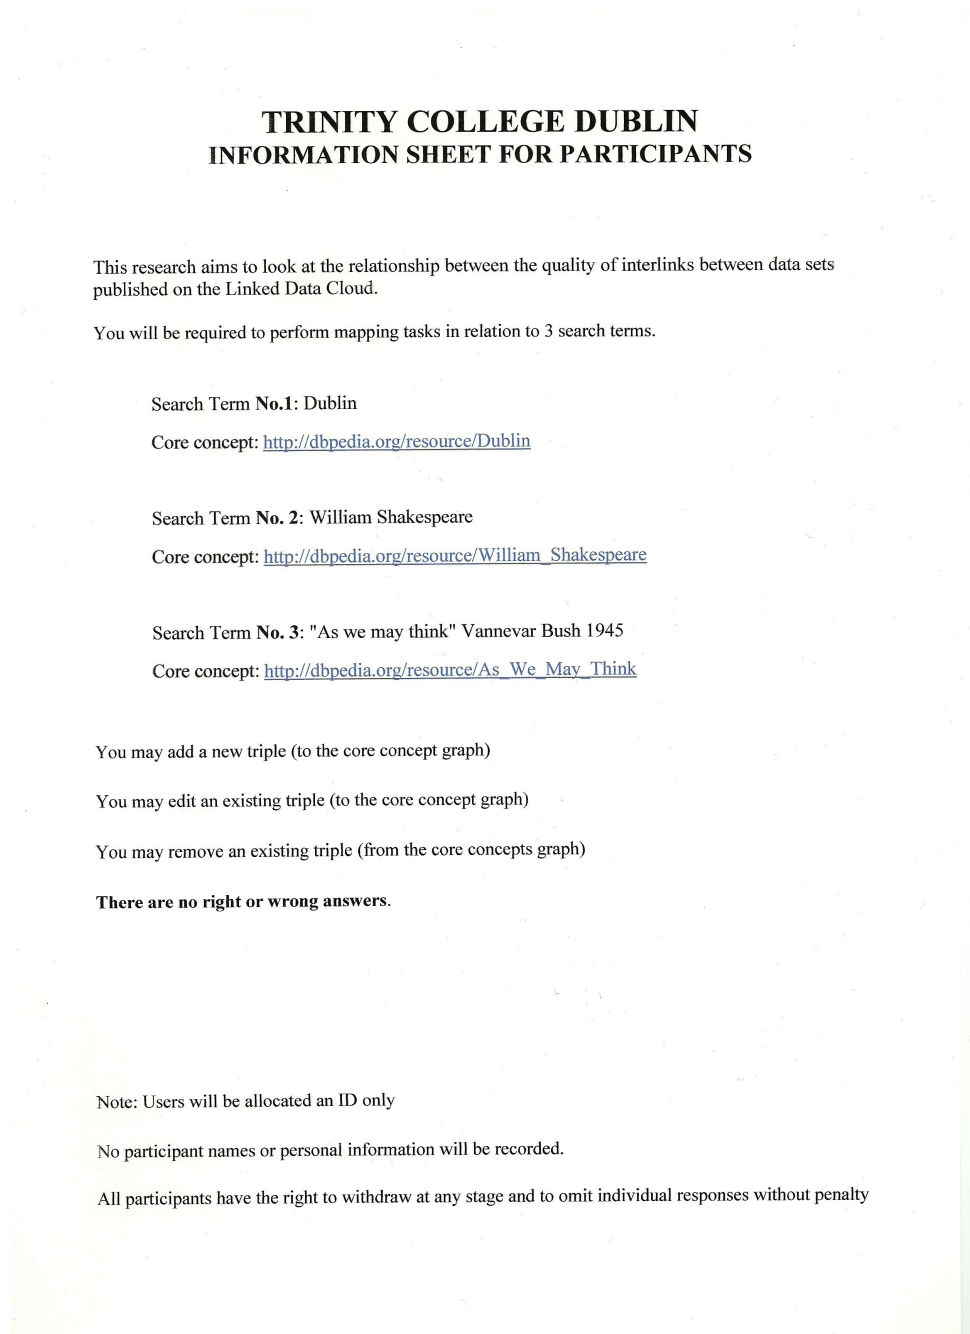 TRINITY COLLEGE DUBLIN
INFORMATION SHEET FOR PARTICIPANTS
This research aims to look at the relationship between the quality of interlinks between data sets
published on the Linked Data Cloud.
You will be required to perform mapping tasks in relation to 3 search terms.
Search Term No.1: Dublin
Core concept: http://dbpedia.org/resource/Dublin
Search Term No. 2: William Shakespeare
Core concept: http://dbpedia.org/resource/William_Shakespeare
Search Term No. 3: "As we may think" Vannevar Bush 1945
Core concept: http://dbpedia.org/resource/As_We_May_Think
You may add a new triple (to the core concept graph)
You may edit an existing triple (to the core concept graph)
You may remove an existing triple (from the core concepts graph)
There are no right or wrong answers.
Note: Users will be allocated an ID only
No participant names or personal information will be recorded.
All participants have the right to withdraw at any stage and to omit individual responses without penalty